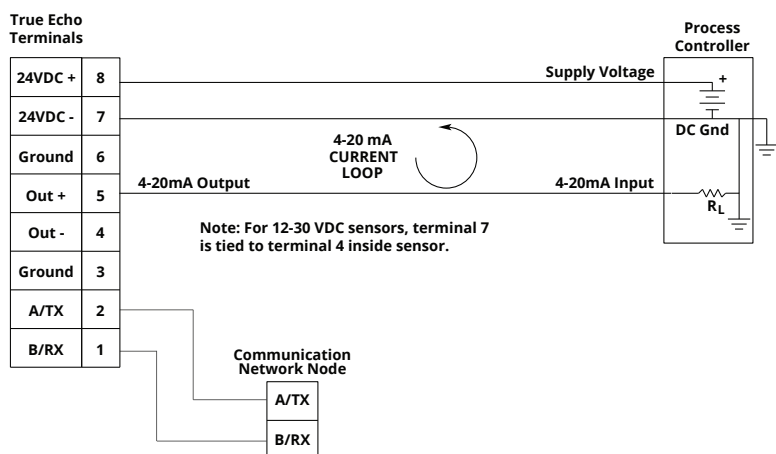 True Echo
Terminals
Process
Controller
24VDC + 8
Supply Voltage
+
24VDC - 7
DC Gnd
4-20 mA
CURRENT
LOOP
Ground 6
Out + 5
4-20mA Output
4-20mA Input
RL
Out - 4
Note: For 12-30 VDC sensors, terminal 7
is tied to terminal 4 inside sensor.
Ground 3
A/TX 2
B/RX 1
Communication
Network Node
A/TX
B/RX